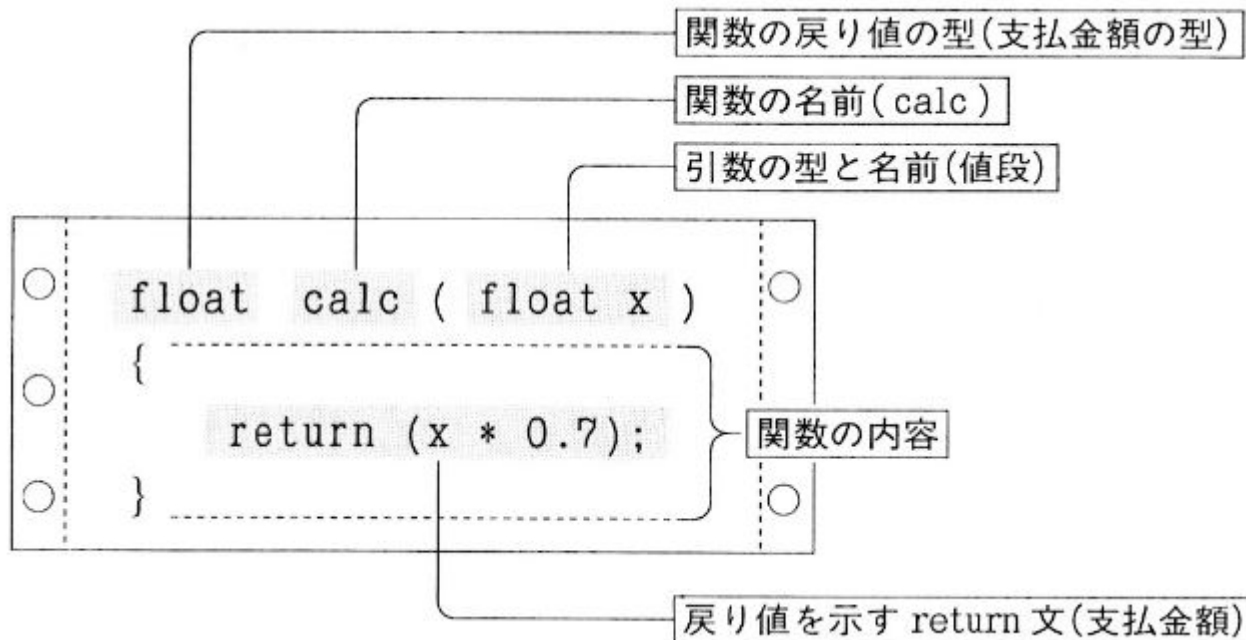 関数の戻り値の型(支払金額の型)
関数の名前(calc)
引数の型と名前(値段)
float calc ( float x )
{
return (x * 0.7);
関数の内容
}
戻り値を示す return 文(支払金額)